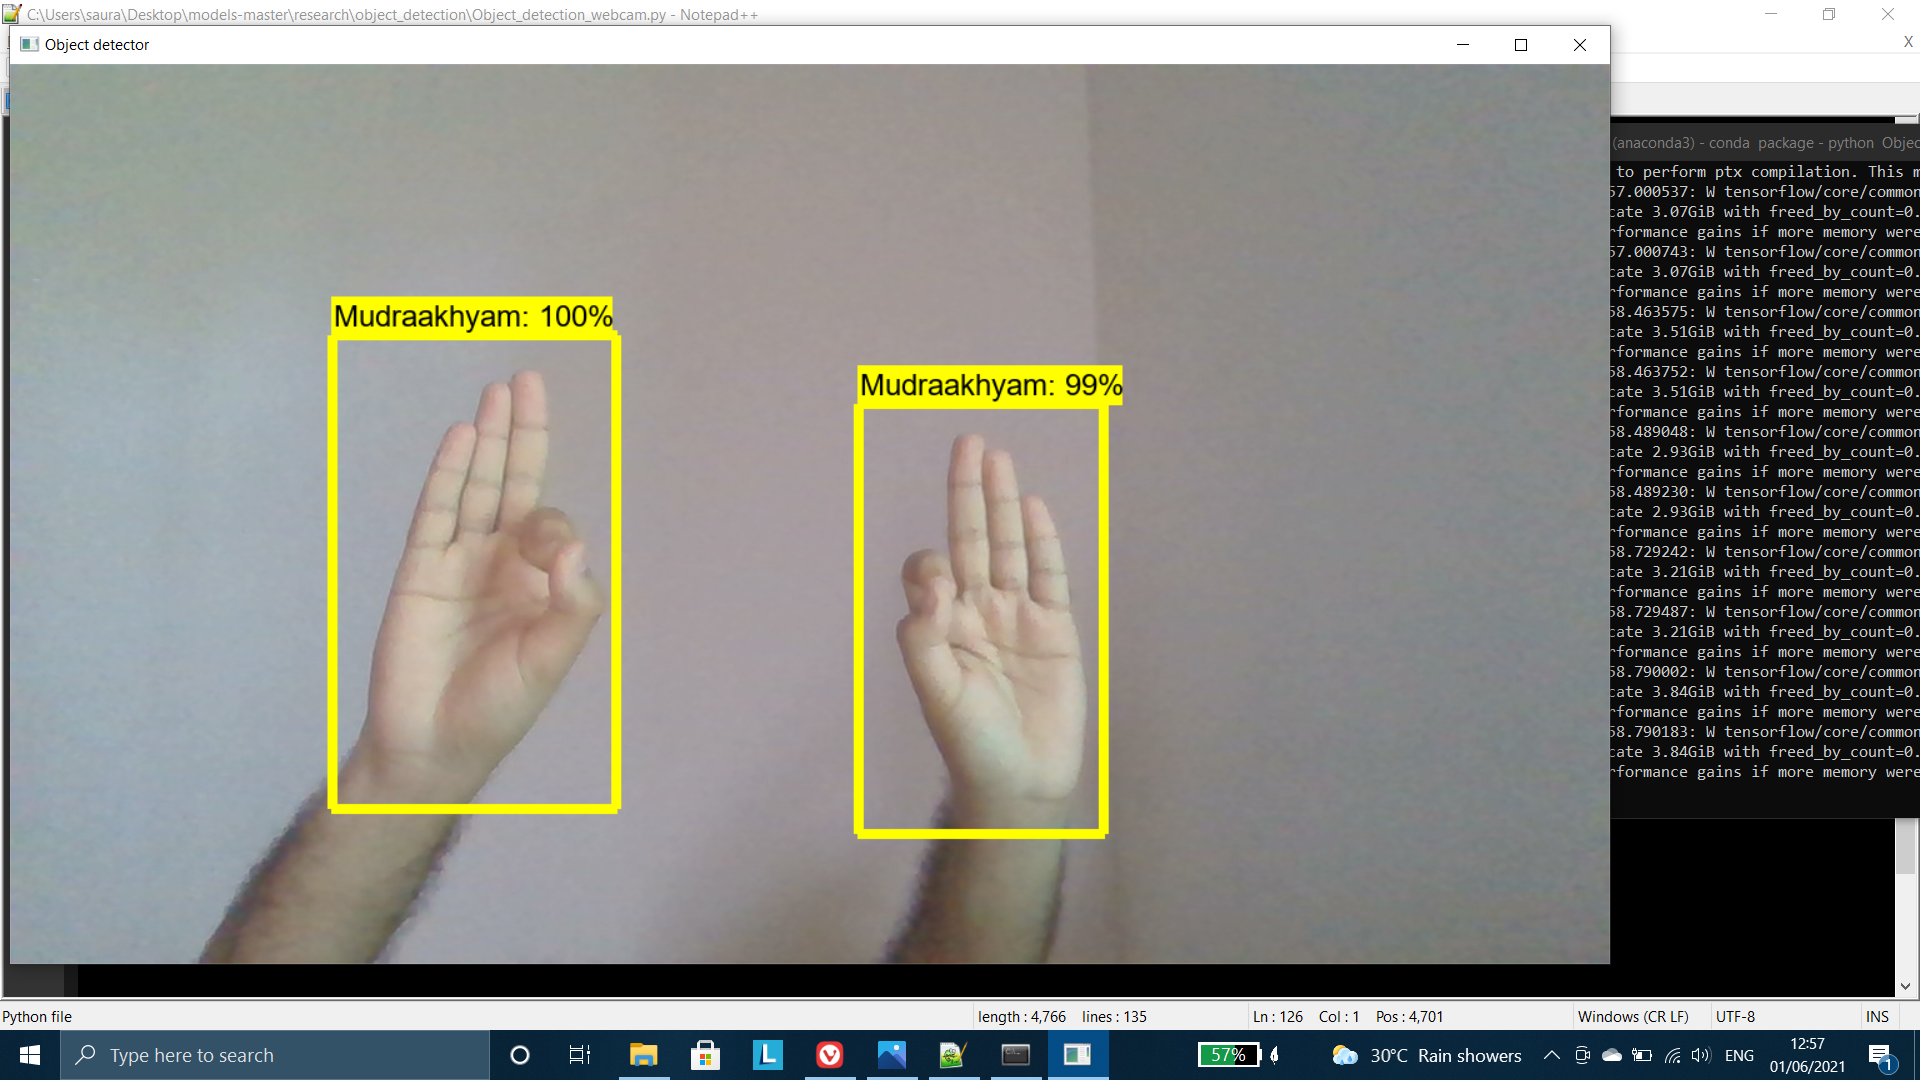 C:\Users\saura\Desktop\models-master\research\object_detection\Object_detection_webcam.py - Notepad++
Object detector
X
(anaconda3) - conda package - python Objec
Mudraakhyam: 100%
Mudraakhyam: 99%
to perform ptx compilation. This m
57.000537: W tensorflow/core/common
cate 3.07GiB with freed_by_count=0.
rformance gains if more memory were
57.000743: W tensorflow/core/common
cate 3.07GiB with freed_by_count=0.
rformance gains if more memory were
58.463575: W tensorflow/core/common
cate 3.51GiB with freed_by_count=0.
rformance gains if more memory were
58.463752: W tensorflow/core/common
cate 3.51GiB with freed_by_count=0.
rformance gains if more memory were
58.489048: W tensorflow/core/common
cate 2.93GiB with freed_by_count=0.
rformance gains if more memory were
58.489230: W tensorflow/core/common
cate 2.93GiB with freed_by_count=0.
rformance gains if more memory were
58.729242: W tensorflow/core/common
cate 3.21GiB with freed_by_count=0.
rformance gains if more memory were
58.729487: W tensorflow/core/common
cate 3.21GiB with freed_by_count=0.
rformance gains if more memory were
58.790002: W tensorflow/core/common
cate 3.84GiB with freed_by_count=0.
rformance gains if more memory were
58.790183: W tensorflow/core/common
cate 3.84GiB with freed_by_count=0.
rformance gains if more memory were
Python file length : 4,766 lines : 135 Ln : 126 Col : 1 Pos : 4,701 Windows (CR LF) UTF-8 INS
Type here to search L 57% 30°C Rain showers ENG 12:57
01/06/2021 1